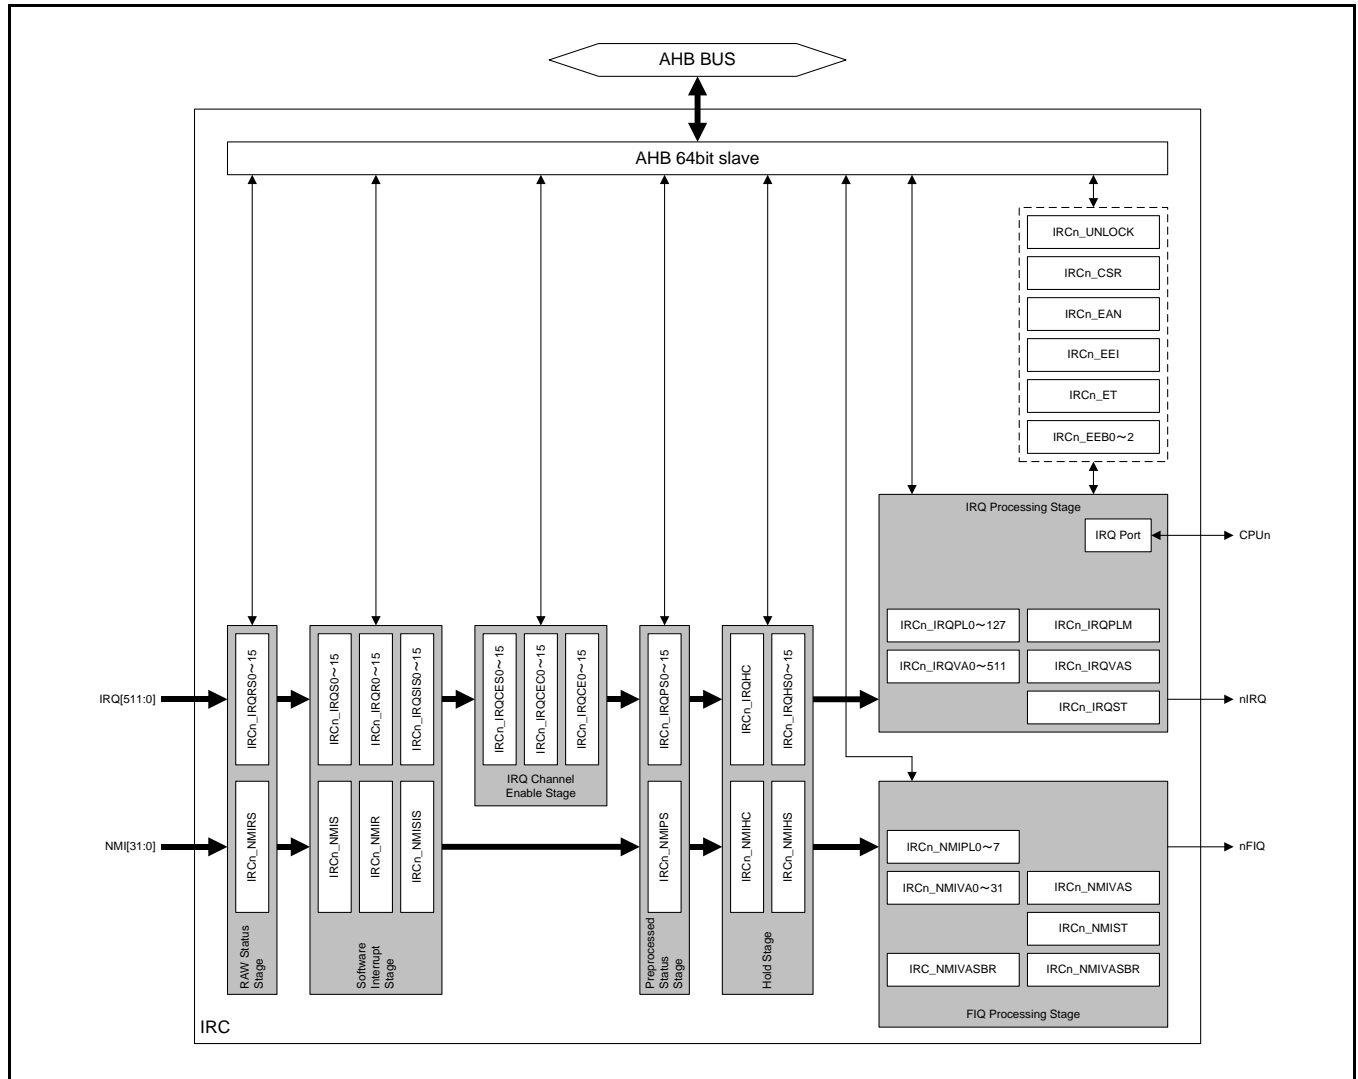 AHB BUS
AHB 64bit slave
IRCn_UNLOCK
IRCn_CSR
IRCn_EAN
IRCn_EEI
IRCn_ET
IRCn_EEB0～2
IRQ Processing Stage
IRQ Port
CPUn
IRCn_IRQPL0～127
IRCn_IRQPLM
IRCn_IRQVA0～511
IRCn_IRQVAS
IRCn_IRQST
nIRQ
IRQ[511:0]
IRCn_IRQRS0～15
IRCn_IRQS0～15
IRCn_IRQR0～15
IRCn_IRQSIS0～15
IRCn_IRQCES0～15
IRCn_IRQCEC0～15
IRCn_IRQCE0～15
IRCn_IRQPS0～15
IRCn_IRQHC
IRCn_IRQHS0～15
IRQ Channel
Enable Stage
NMI[31:0]
IRCn_NMIRS
IRCn_NMIS
IRCn_NMIR
IRCn_NMISIS
IRCn_NMIPS
IRCn_NMIHC
IRCn_NMIHS
IRCn_NMIPL0～7
nFIQ
IRCn_NMIVA0～31
IRCn_NMIVAS
IRCn_NMIST
IRC_NMIVASBR
IRCn_NMIVASBR
FIQ Processing Stage
RAW Status
Stage
Software
Interrupt
Stage
Preprocessed
Status
Stage
Hold Stage
IRC